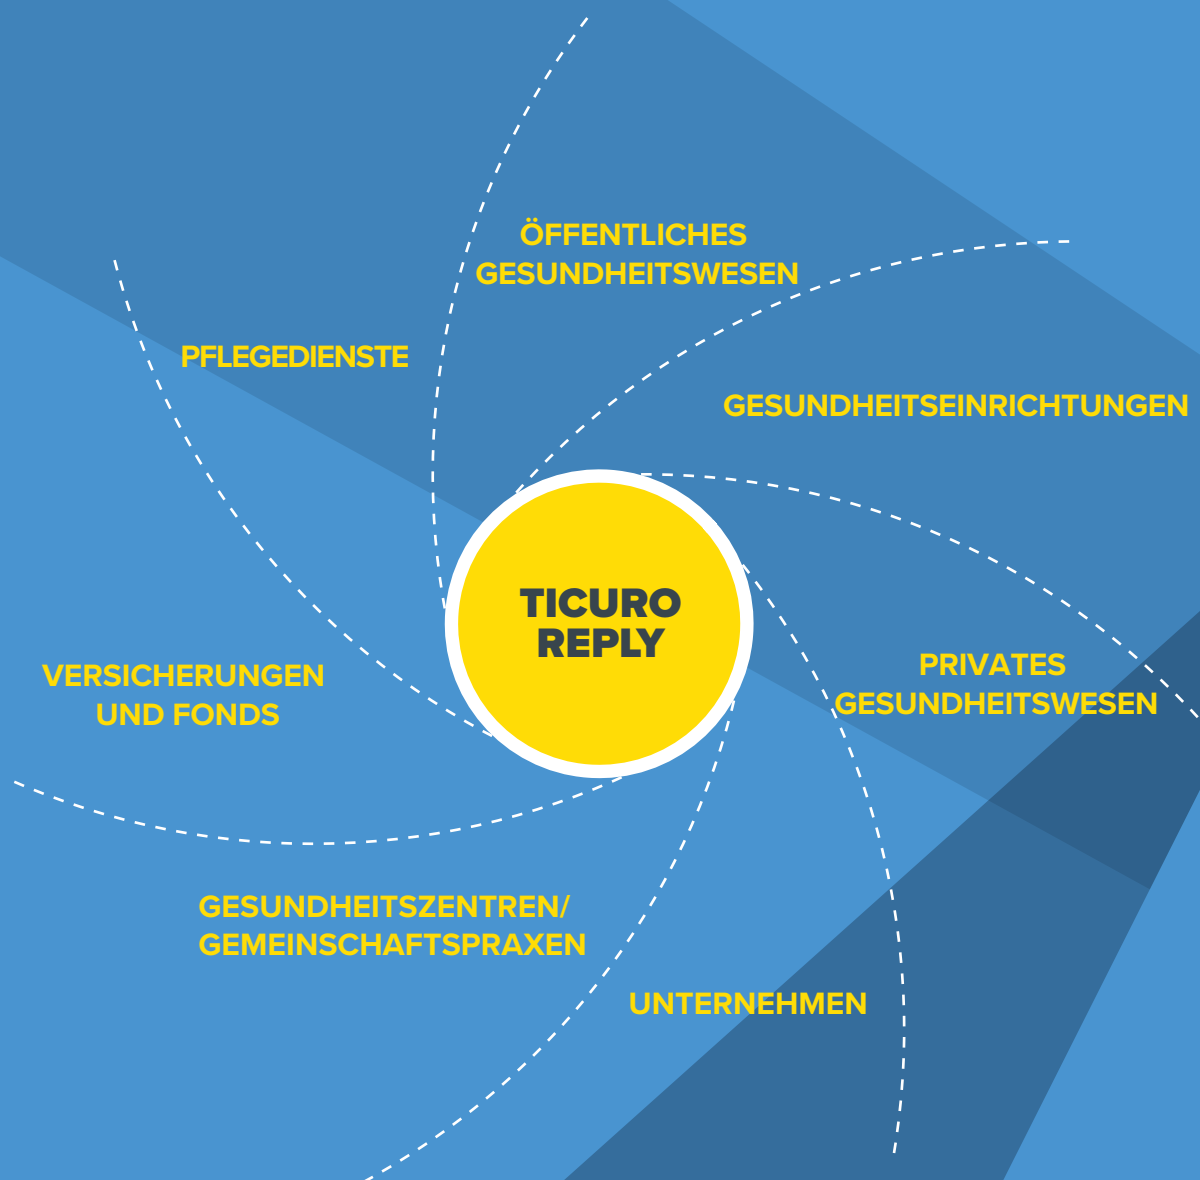 ÖFFENTLICHES
GESUNDHEITSWESEN
PFLEGEDIENSTE
GESUNDHEITSEINRICHTUNGEN
TICURO
REPLY
VERSICHERUNGEN
UND FONDS
PRIVATES
GESUNDHEITSWESEN
GESUNDHEITSZENTREN/
GEMEINSCHAFTSPRAXEN
UNTERNEHMEN